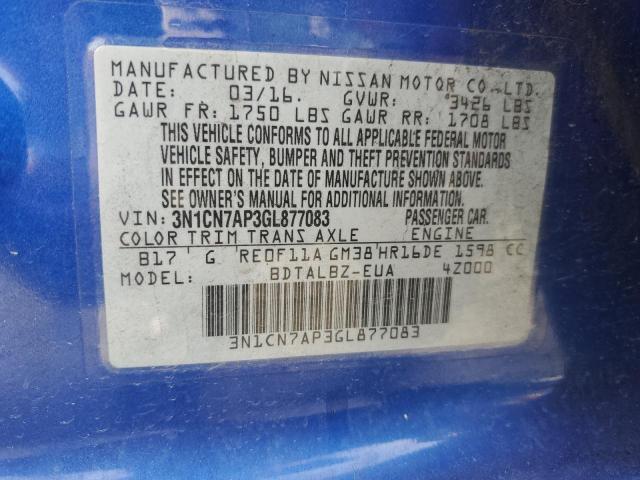 MANUFACTURED BY NISSAN MOTOR CO.,LTD.
DATE: 03/16. GVWR: 3426 LBS
GAWR FR: 1750 LBS GAWR RR: 1708 LBS
THIS VEHICLE CONFORMS TO ALL APPLICABLE FEDERAL MOTOR
VEHICLE SAFETY, BUMPER AND THEFT PREVENTION STANDARDS
IN EFFECT ON THE DATE OF MANUFACTURE SHOWN ABOVE.
SEE OWNER'S MANUAL FOR ADDITIONAL INFORMATION.
VIN: 3N1CN7AP3GL877083 PASSENGER CAR.
COLOR TRIM TRANS AXLE ENGINE
B17 G RE0F11A GM38 HR16DE 1598 CC
MODEL: BDTALBZ-EUA 4Z000
3N1CN7AP3GL877083